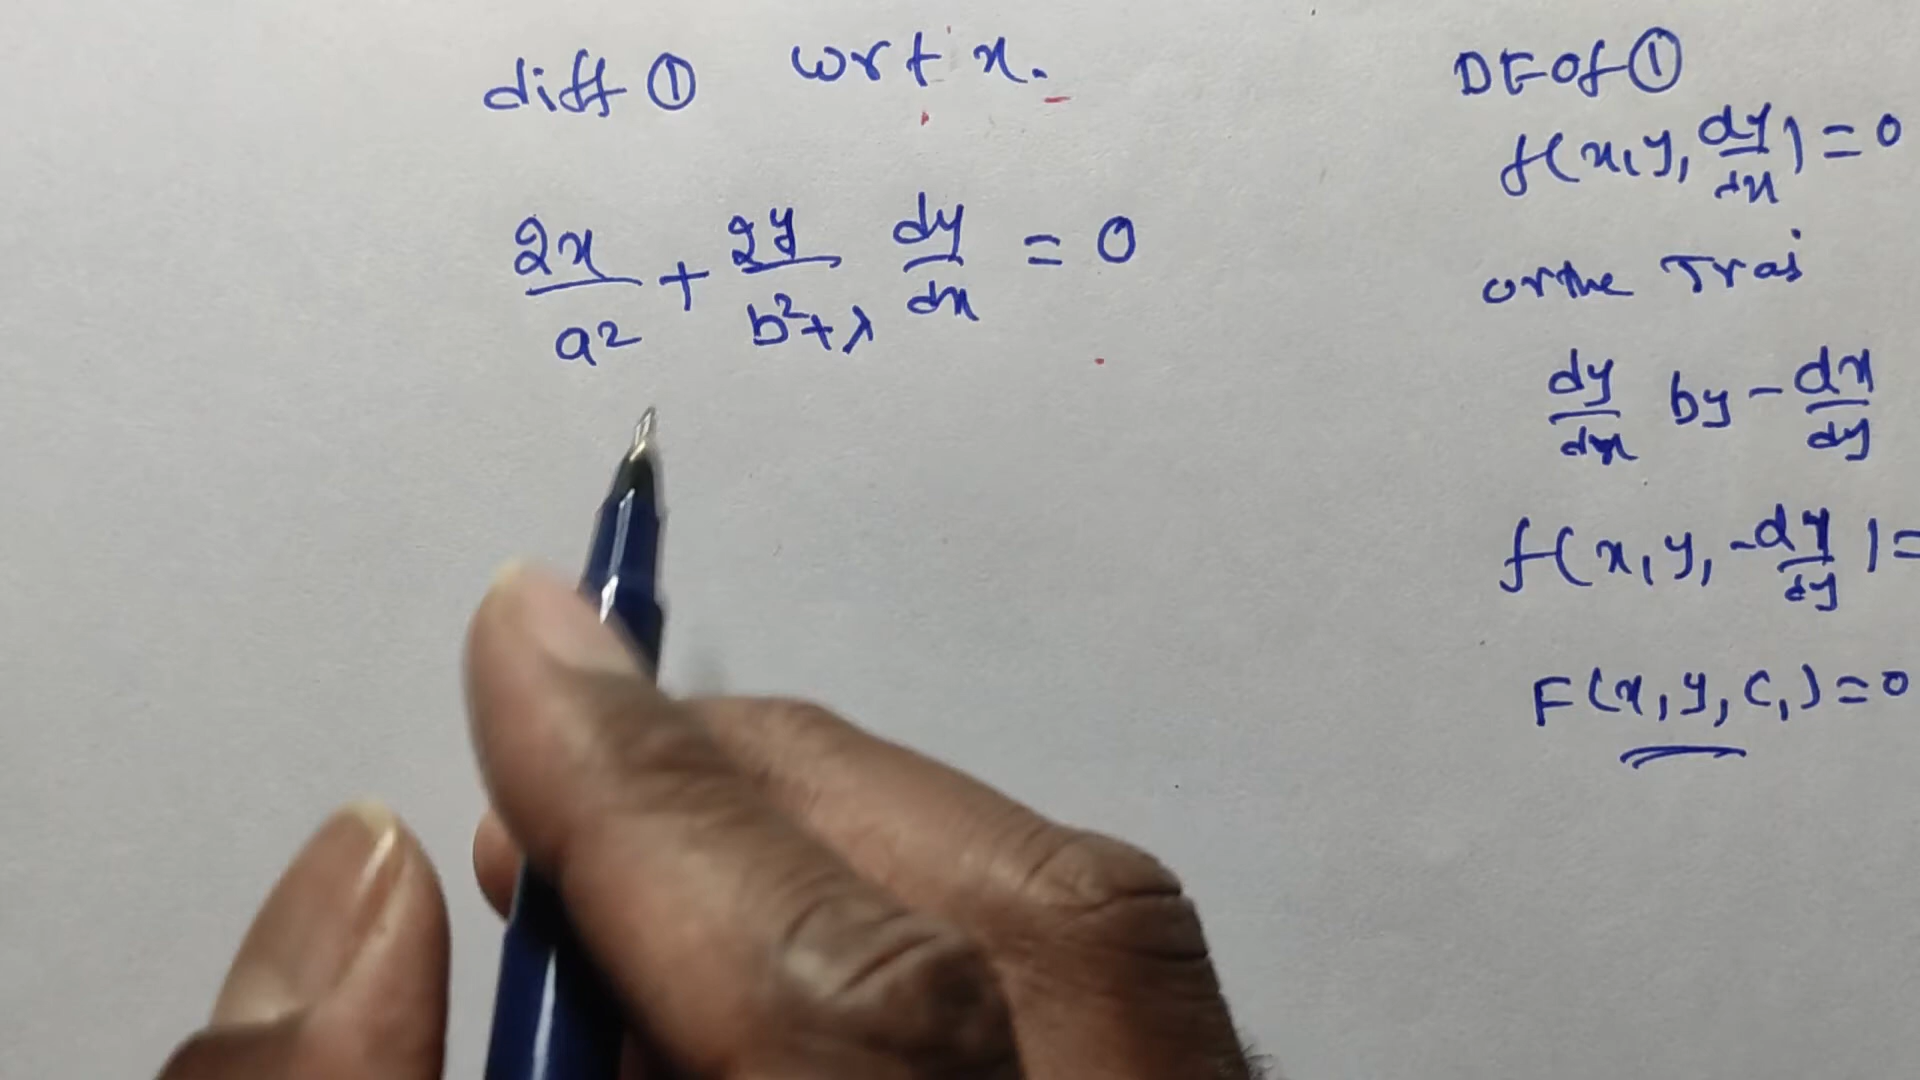 diff ① wrt x.
2x/a² + 2y/b²+λ dy/dx = 0
DE of ①
f(x, y, dy/dx) = 0
orthe Traj
dy/dx by - dx/dy
f(x, y, -dy/dy) =
F(x, y, c₁) = 0